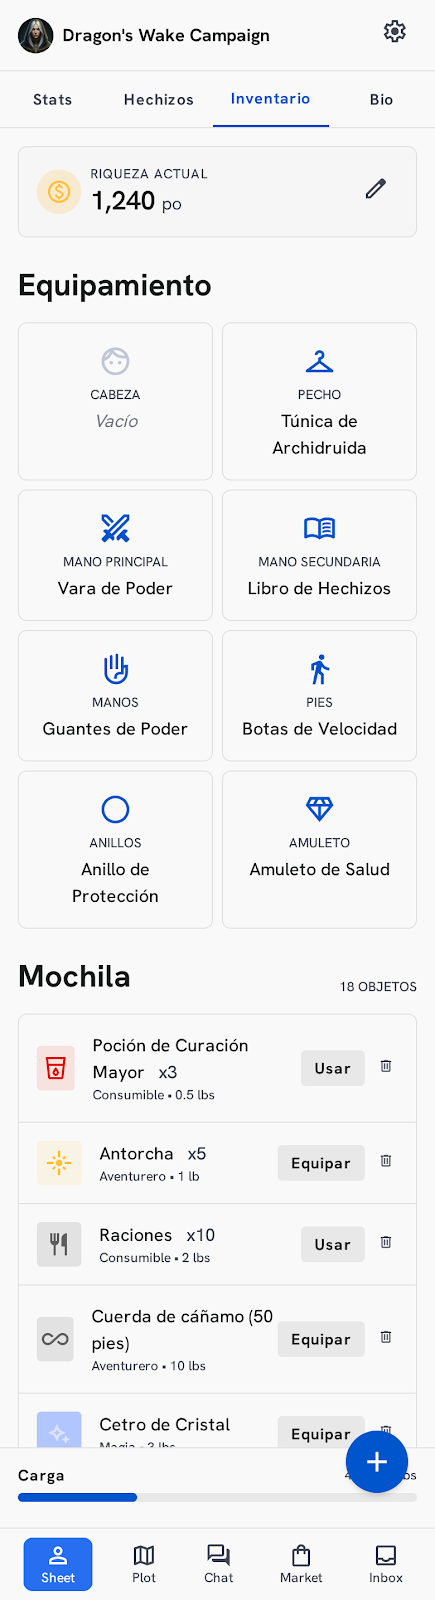 Dragon's Wake Campaign
Stats Hechizos Inventario Bio
RIQUEZA ACTUAL
1,240 po
Equipamiento
CABEZA
Vacío
PECHO
Túnica de
Archidruida
MANO PRINCIPAL
Vara de Poder
MANO SECUNDARIA
Libro de Hechizos
MANOS
Guantes de Poder
PIES
Botas de Velocidad
ANILLOS
Anillo de
Protección
AMULETO
Amuleto de Salud
Mochila
18 OBJETOS
Poción de Curación
Mayor x3
Consumible • 0.5 lbs
Usar
Antorcha x5
Aventurero • 1 lb
Equipar
Raciones x10
Consumible • 2 lbs
Usar
Cuerda de cáñamo (50
pies)
Aventurero • 10 lbs
Equipar
Cetro de Cristal
Magia • 3 lbs
Equipar
Carga
Sheet Plot Chat Market Inbox